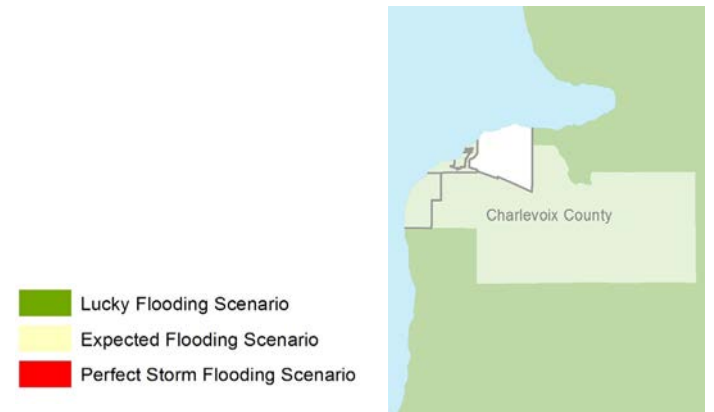 Charlevoix County
Lucky Flooding Scenario
Expected Flooding Scenario
Perfect Storm Flooding Scenario